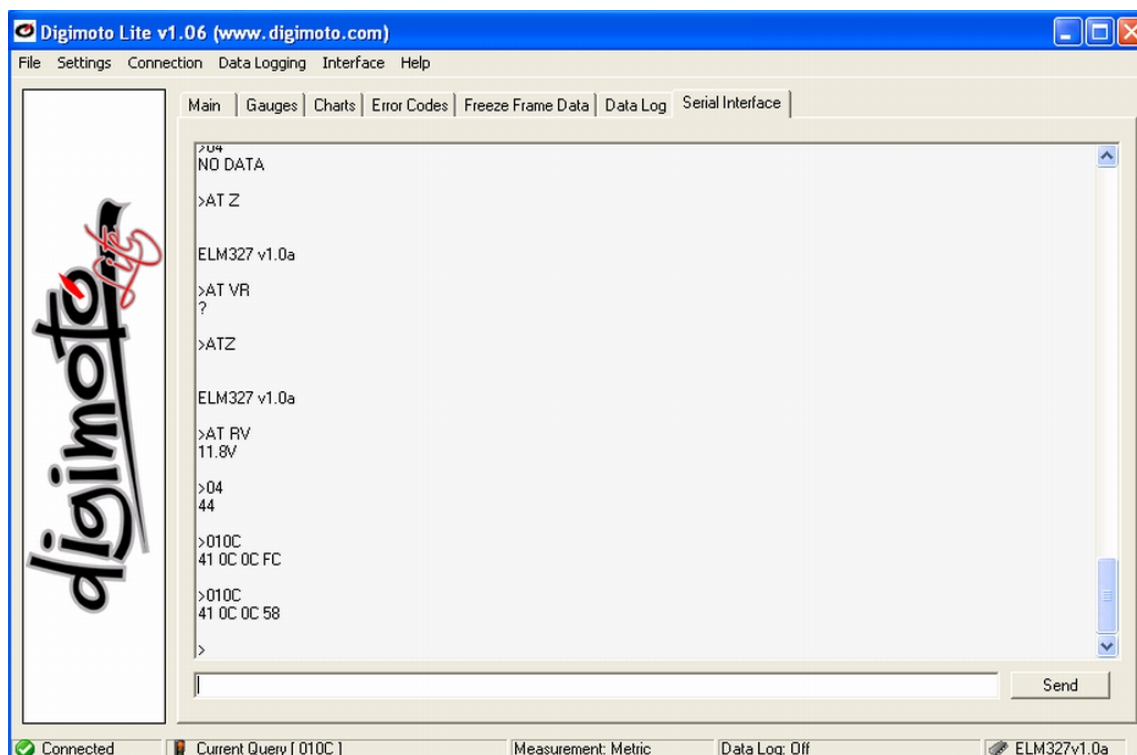 Digimoto Lite v1.06 (www.digimoto.com)
File Settings Connection Data Logging Interface Help
Main Gauges Charts Error Codes Freeze Frame Data Data Log Serial Interface
digimoto Lite
>04
NO DATA
>AT Z
ELM327 v1.0a
>AT VR
?
>ATZ
ELM327 v1.0a
>AT RV
11.8V
>04
44
>010C
41 0C 0C FC
>010C
41 0C 0C 58
>
Send
Connected Current Query [ 010C ] Measurement: Metric Data Log: Off ELM327v1.0a